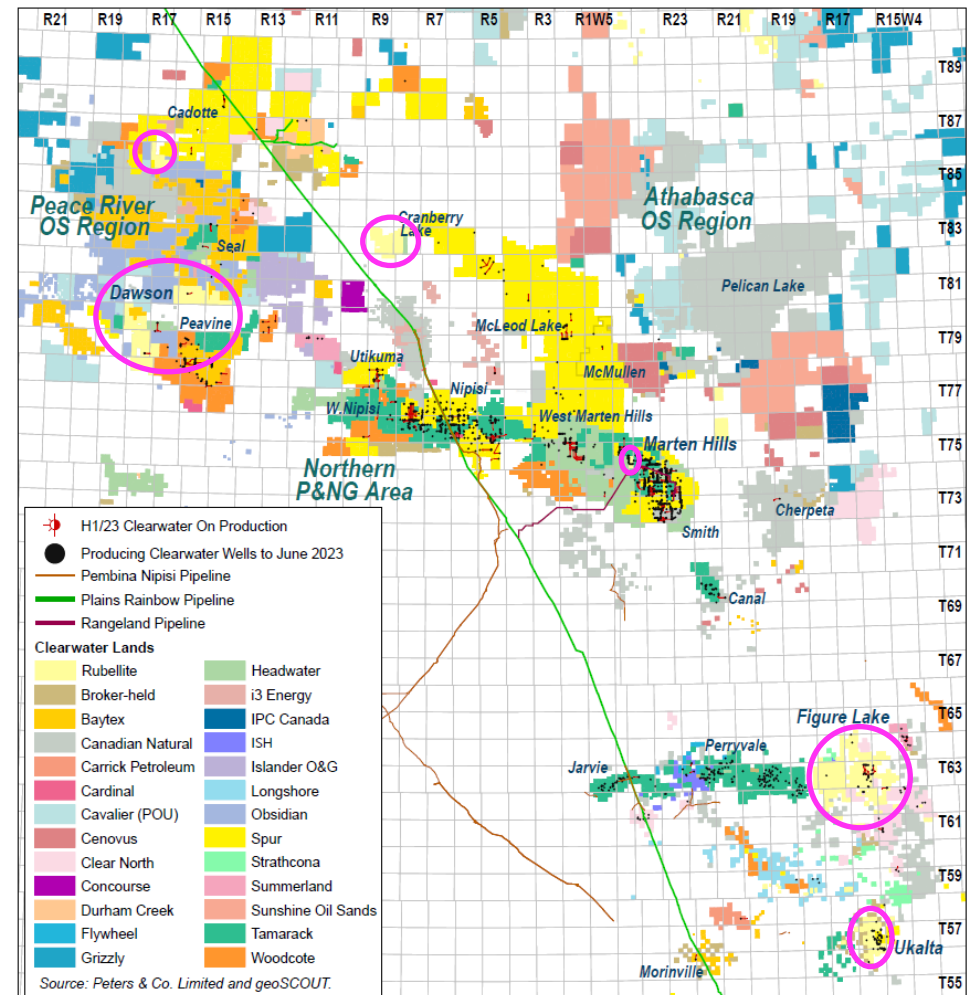 R21 R19 R17 R15 R13 R11 R9 R7 R5 R3 R1W5 R23 R21 R19 R17 R15W4
T89
Cadotte
T87
T85
Peace River
OS Region
Athabasca
OS Region
Cranberry
Lake
T83
Seal
Dawson
T81
Pelican Lake
Peavine
McLeod Lake
T79
Utikuma
McMullen
Nipisi
T77
W.Nipisi
West Marten Hills
T75
Marten Hills
Northern
P&NG Area
T73
Cherpeta
Smith
T71
Canal
T69
T67
T65
Figure Lake
Perryvale
Jarvie
T63
T61
T59
T57
Ukalta
Morinville
T55
H1/23 Clearwater On Production
Producing Clearwater Wells to June 2023
Pembina Nipisi Pipeline
Plains Rainbow Pipeline
Rangeland Pipeline
Clearwater Lands
Rubellite
Broker-held
Baytex
Canadian Natural
Carrick Petroleum
Cardinal
Cavalier (POU)
Cenovus
Clear North
Concourse
Durham Creek
Flywheel
Grizzly
Headwater
i3 Energy
IPC Canada
ISH
Islander O&G
Longshore
Obsidian
Spur
Strathcona
Summerland
Sunshine Oil Sands
Tamarack
Woodcote
Source: Peters & Co. Limited and geoSCOUT.